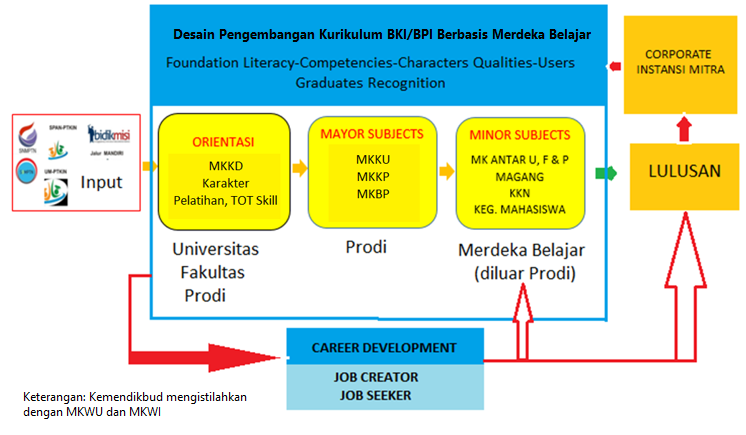 Desain Pengembangan Kurikulum BKI/BPI Berbasis Merdeka Belajar
Foundation Literacy-Competencies-Characters Qualities-Users
Graduates Recognition
CORPORATE
INSTANSI MITRA
SPAN-PTKIN
bidikmisi
SNMPTN
Jalur MANDIRI
UM-PTKIN
Input
ORIENTASI
MKKD
Karakter
Pelatihan, TOT Skill
MAYOR SUBJECTS
MKKU
MKKP
MKBP
MINOR SUBJECTS
MK ANTAR U, F & P
MAGANG
KKN
KEG. MAHASISWA
LULUSAN
Universitas
Fakultas
Prodi
Prodi
Merdeka Belajar
(diluar Prodi)
CAREER DEVELOPMENT
JOB CREATOR
JOB SEEKER
Keterangan: Kemendikbud mengistilahkan
dengan MKWU dan MKWI